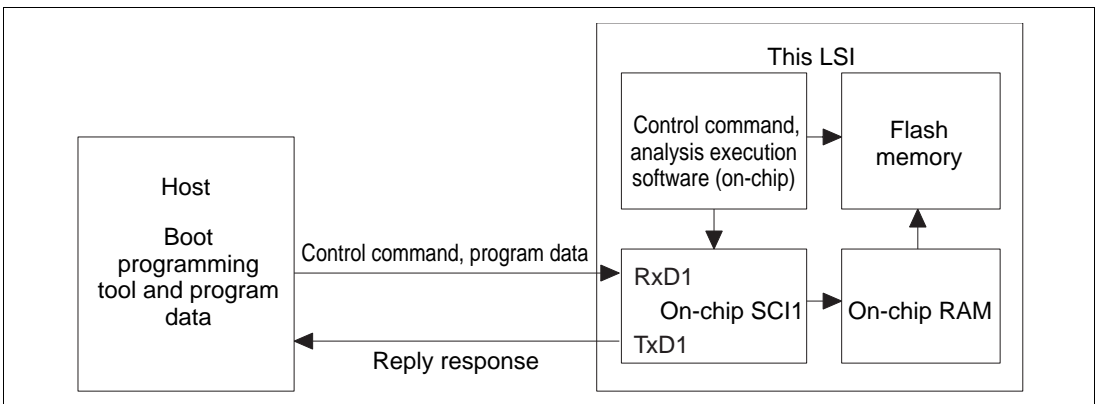 This LSI
Control command,
analysis execution
software (on-chip)
Flash
memory
Host
Boot
programming
tool and program
data
Control command, program data
RxD1
On-chip SCI1
TxD1
On-chip RAM
Reply response